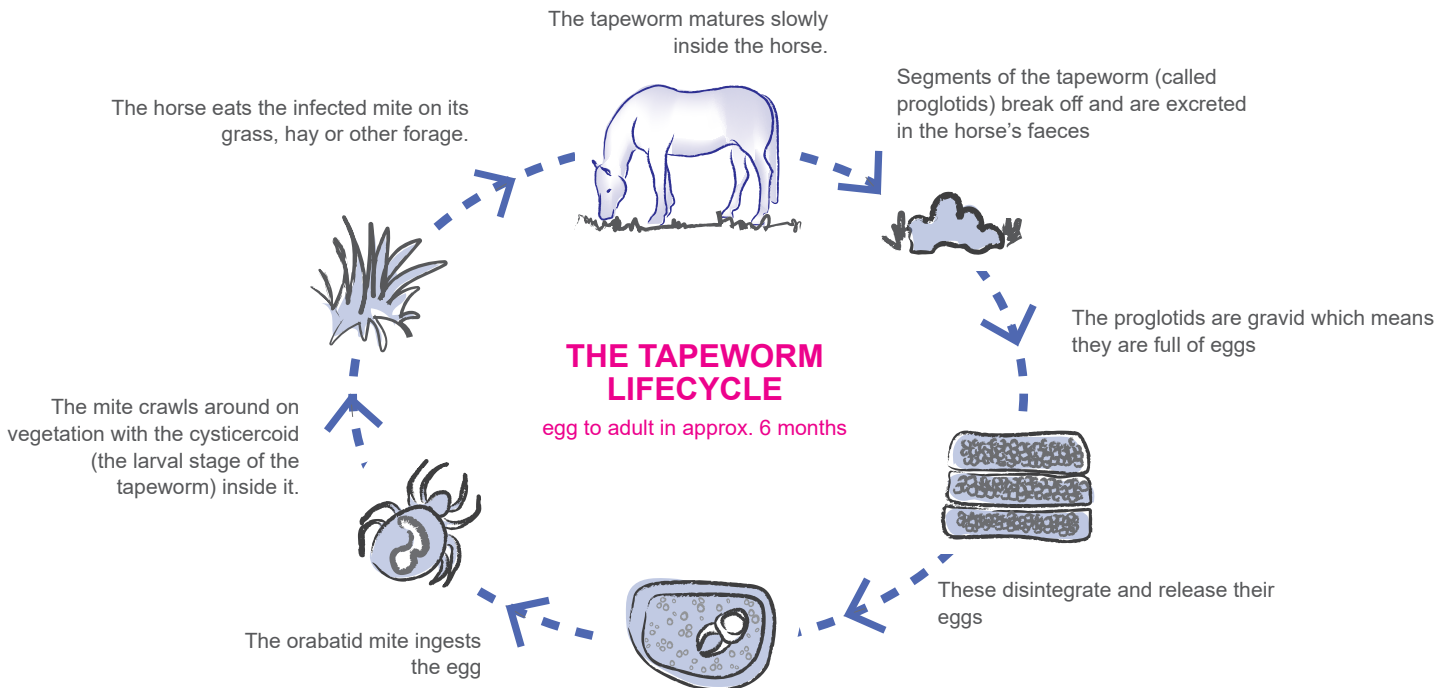 The tapeworm matures slowly
inside the horse.
Segments of the tapeworm (called
proglotids) break off and are excreted
in the horse's faeces
The horse eats the infected mite on its
grass, hay or other forage.
The proglotids are gravid which means
they are full of eggs
THE TAPEWORM
LIFECYCLE
egg to adult in approx. 6 months
The mite crawls around on
vegetation with the cysticercoid
(the larval stage of the
tapeworm) inside it.
These disintegrate and release their
eggs
The orabatid mite ingests
the egg